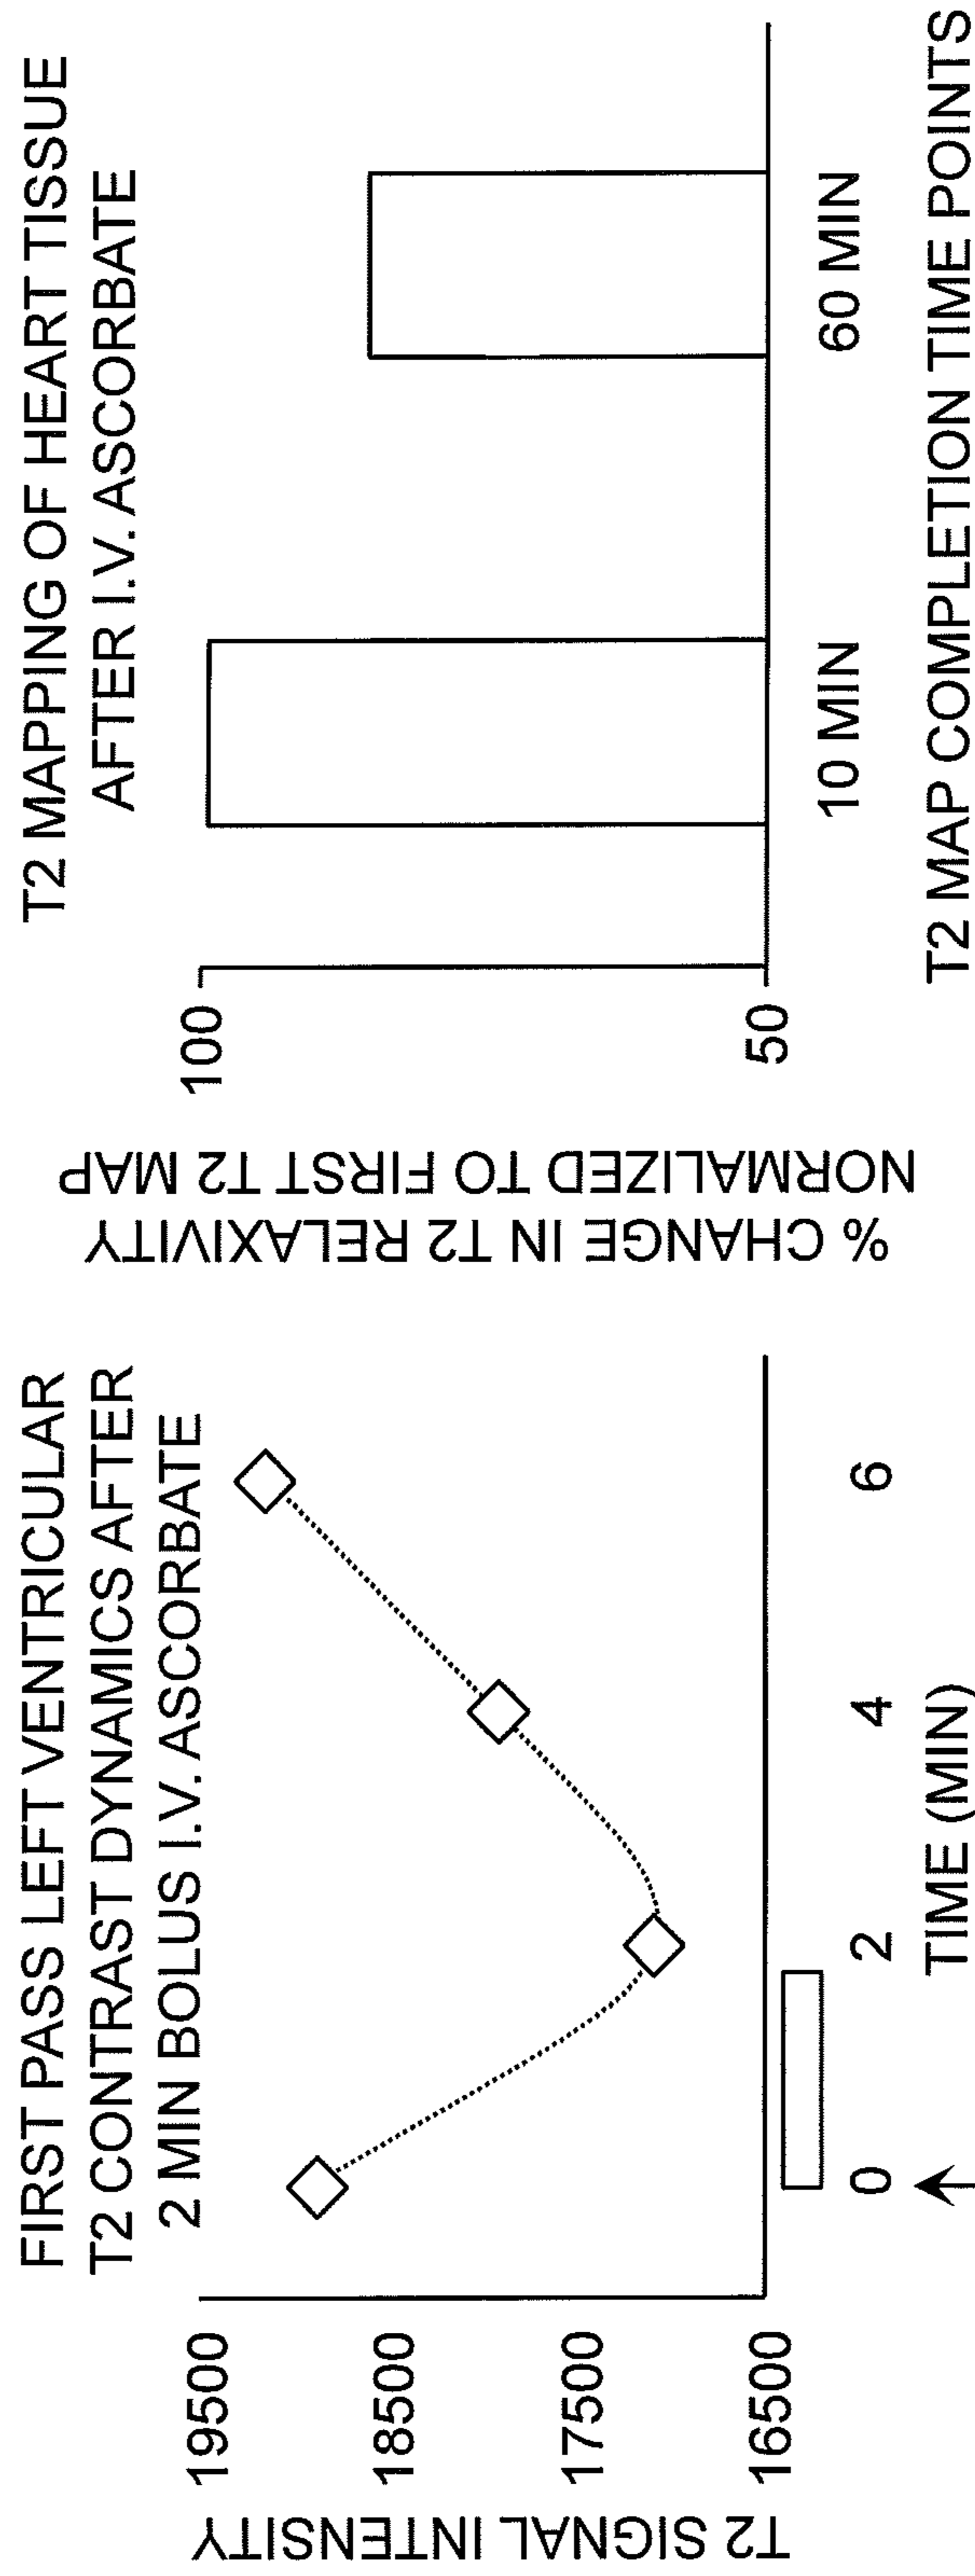 FIRST PASS LEFT VENTRICULAR
T2 CONTRAST DYNAMICS AFTER
2 MIN BOLUS I.V. ASCORBATE
T2 SIGNAL INTENSITY
19500
18500
17500
16500
0
2
4
6
TIME (MIN)
T2 MAPPING OF HEART TISSUE
AFTER I.V. ASCORBATE
% CHANGE IN T2 RELAXIVITY
NORMALIZED TO FIRST T2 MAP
100
50
10 MIN
60 MIN
T2 MAP COMPLETION TIME POINTS